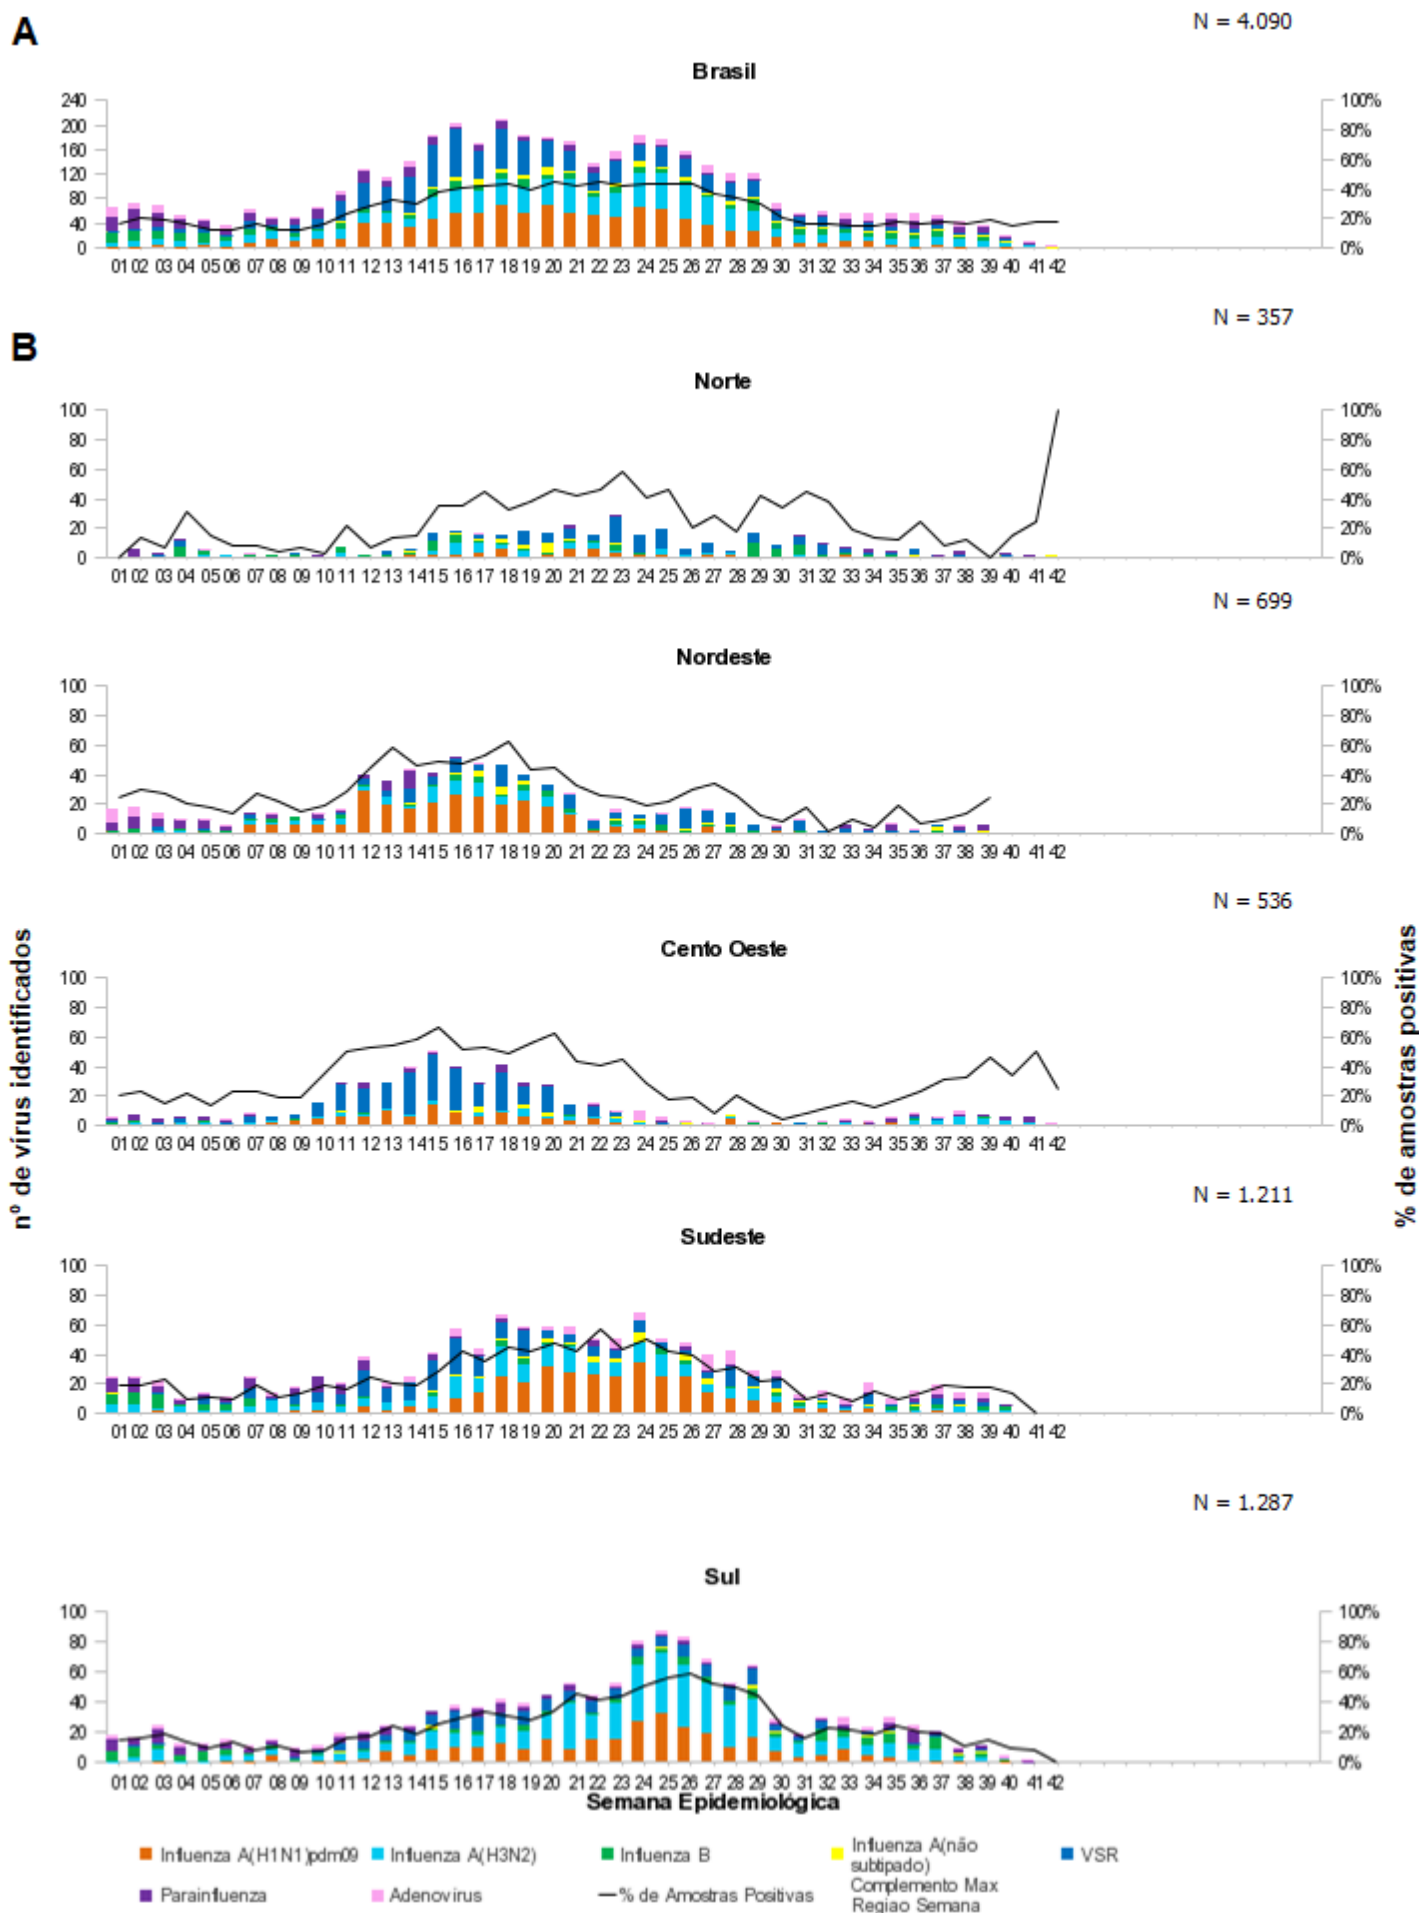 N = 4.090
A
Brasil
240 200 160 120 80 40 0
100% 80% 60% 40% 20% 0%
01 02 03 04 05 06 07 08 09 10 11 12 13 14 15 16 17 18 19 20 21 22 23 24 25 26 27 28 29 30 31 32 33 34 35 36 37 38 39 40 41 42
N = 357
B
Norte
100 80 60 40 20 0
100% 80% 60% 40% 20% 0%
01 02 03 04 05 06 07 08 09 10 11 12 13 14 15 16 17 18 19 20 21 22 23 24 25 26 27 28 29 30 31 32 33 34 35 36 37 38 39 40 41 42
N = 699
Nordeste
100 80 60 40 20 0
100% 80% 60% 40% 20% 0%
01 02 03 04 05 06 07 08 09 10 11 12 13 14 15 16 17 18 19 20 21 22 23 24 25 26 27 28 29 30 31 32 33 34 35 36 37 38 39 40 41 42
N = 536
Cento Oeste
100 80 60 40 20 0
100% 80% 60% 40% 20% 0%
01 02 03 04 05 06 07 08 09 10 11 12 13 14 15 16 17 18 19 20 21 22 23 24 25 26 27 28 29 30 31 32 33 34 35 36 37 38 39 40 41 42
nº de vírus identificados
% de amostras positivas
N = 1.211
Sudeste
100 80 60 40 20 0
100% 80% 60% 40% 20% 0%
01 02 03 04 05 06 07 08 09 10 11 12 13 14 15 16 17 18 19 20 21 22 23 24 25 26 27 28 29 30 31 32 33 34 35 36 37 38 39 40 41 42
N = 1.287
Sul
100 80 60 40 20 0
100% 80% 60% 40% 20% 0%
01 02 03 04 05 06 07 08 09 10 11 12 13 14 15 16 17 18 19 20 21 22 23 24 25 26 27 28 29 30 31 32 33 34 35 36 37 38 39 40 41 42
Semana Epidemiológica
Influenza A(H1N1)pdm09
Influenza A(H3N2)
Influenza B
Influenza A(não
subtipado)
VSR
Parainfluenza
Adenovirus
% de Amostras Positivas
Complemento Max
Regiao Semana